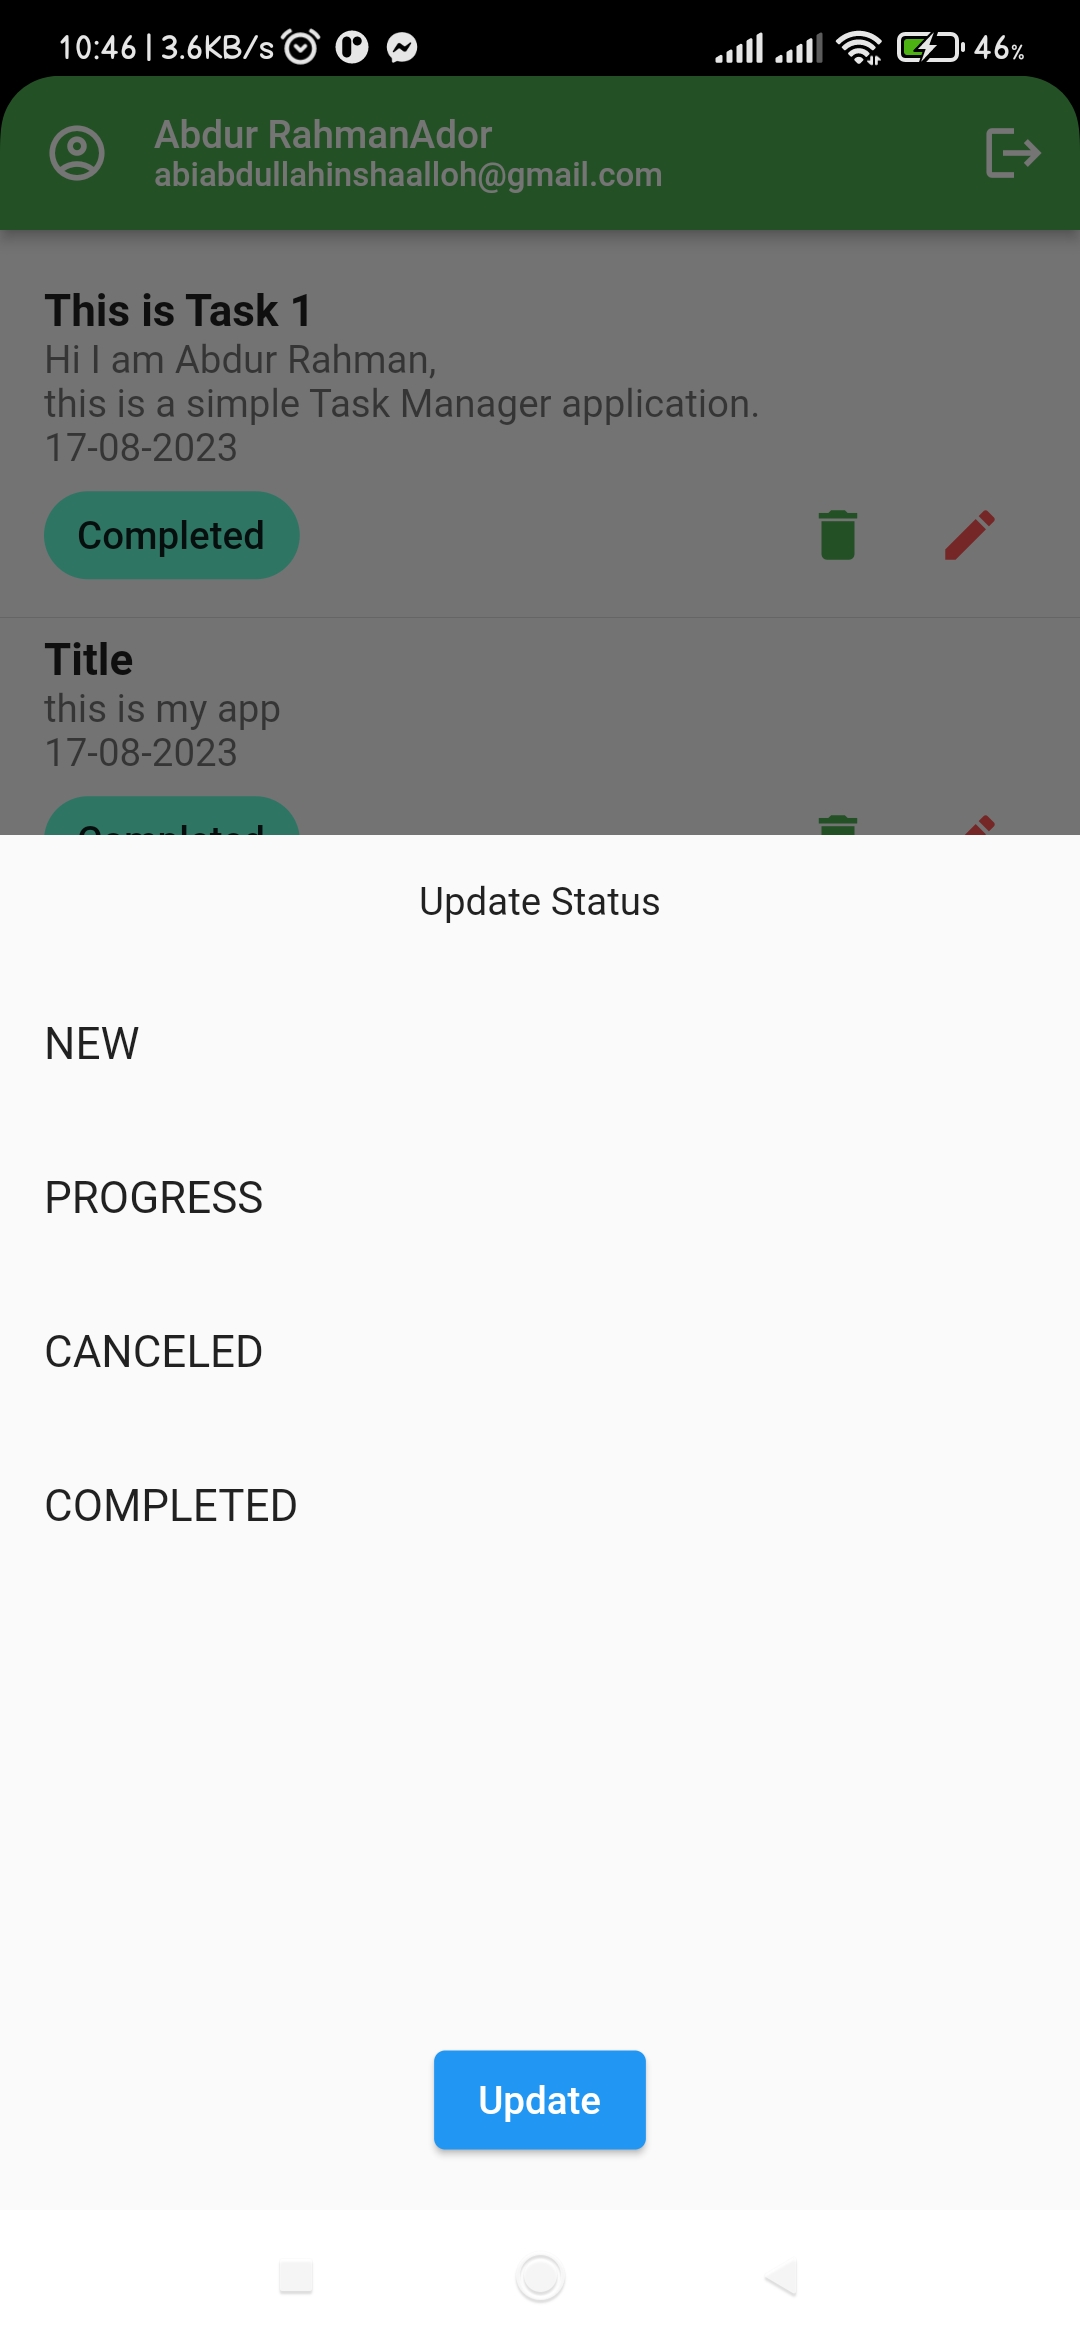 10:46 | 3.6KB/s
46%
Abdur RahmanAdor
abiabdullahinshaalloh@gmail.com
This is Task 1
Hi I am Abdur Rahman,
this is a simple Task Manager application.
17-08-2023
Completed
Title
this is my app
17-08-2023
Completed
Update Status
NEW
PROGRESS
CANCELED
COMPLETED
Update